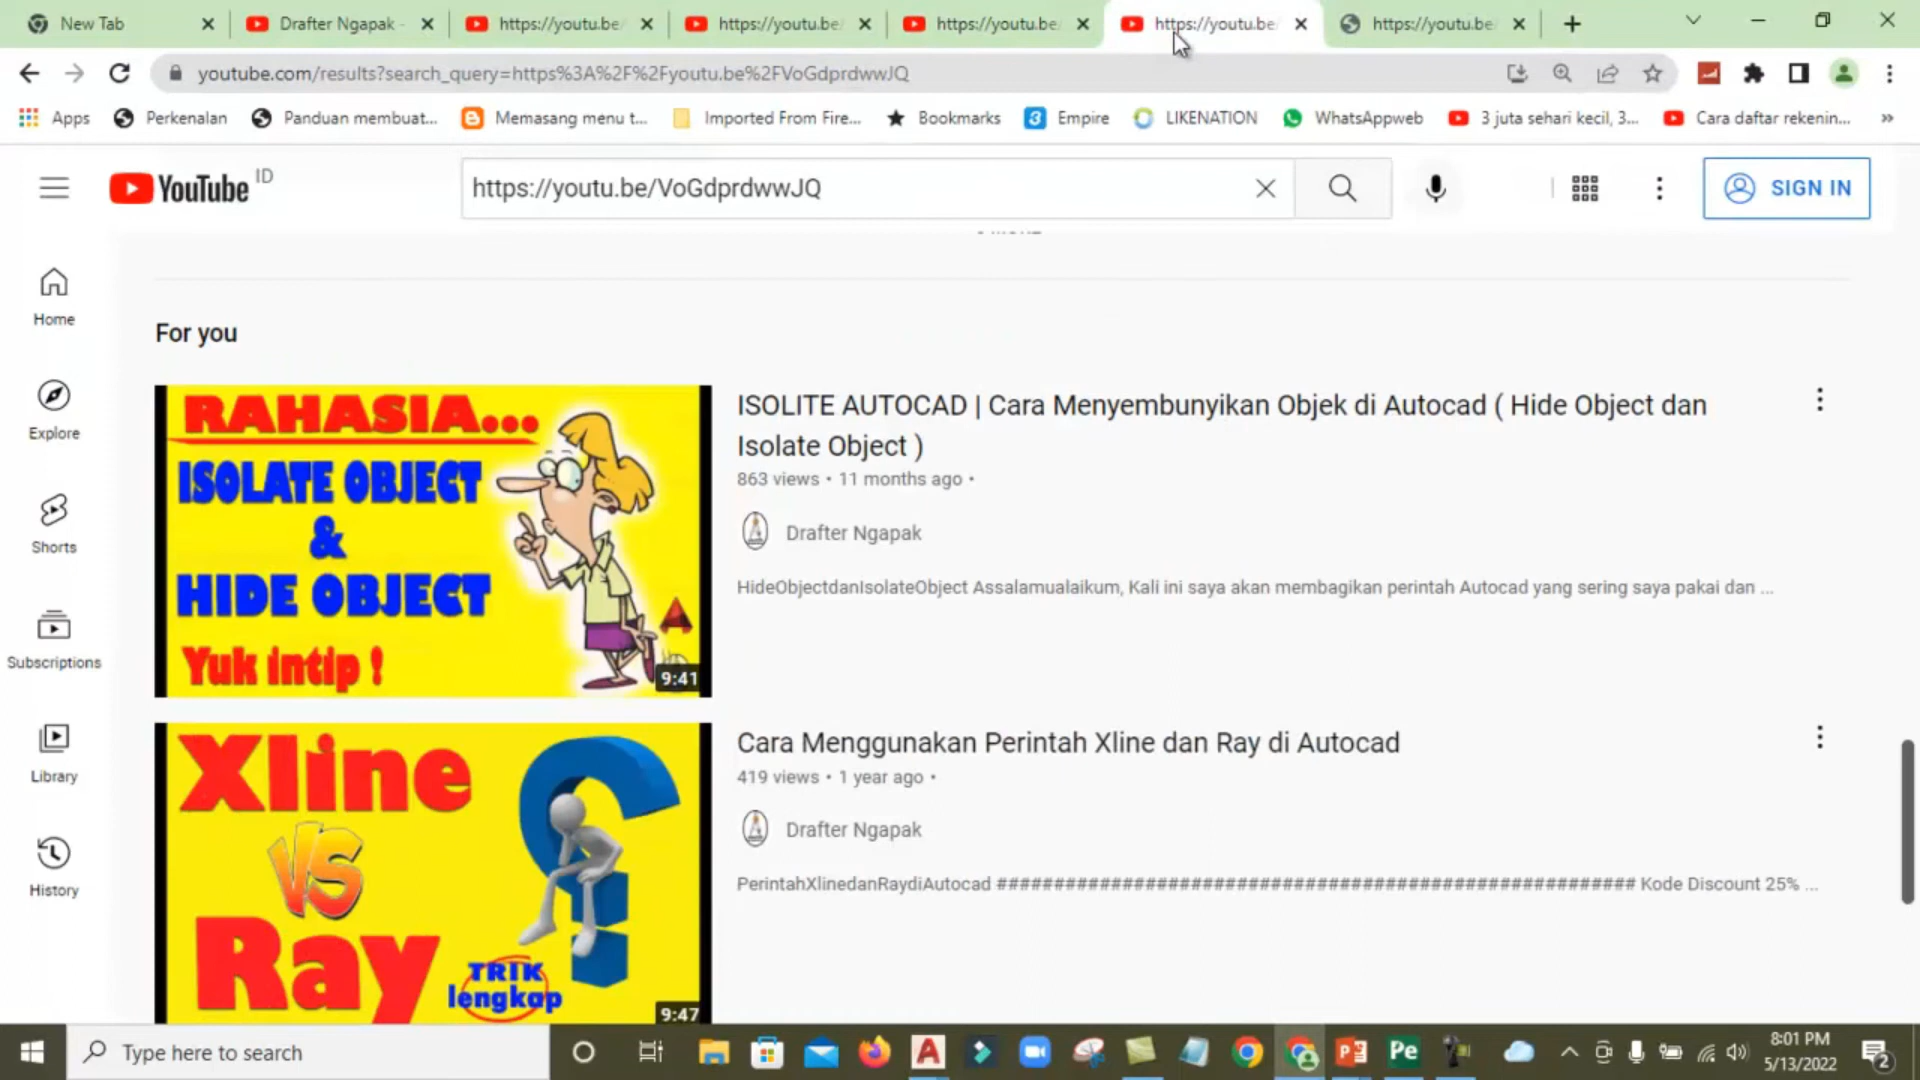 New Tab
Drafter Ngapak -
https://youtu.be/
https://youtu.be/
https://youtu.be/
https://youtu.be/
https://youtu.be/
youtube.com/results?search_query=https%3A%2F%2Fyoutu.be%2FVoGdprdwwJQ
Apps
Perkenalan
Panduan membuat...
Memasang menu t...
Imported From Fire...
Bookmarks
Empire
LIKENATION
WhatsAppweb
3 juta sehari kecil, 3...
Cara daftar rekenin...
YouTube ID
https://youtu.be/VoGdprdwwJQ
SIGN IN
Home
Explore
Shorts
Subscriptions
Library
History
For you
RAHASIA...
ISOLATE OBJECT
&
HIDE OBJECT
Yuk intip !
9:41
ISOLITE AUTOCAD | Cara Menyembunyikan Objek di Autocad ( Hide Object dan
Isolate Object )
863 views • 11 months ago •
Drafter Ngapak
HideObjectdanIsolateObject Assalamualaikum, Kali ini saya akan membagikan perintah Autocad yang sering saya pakai dan ...
Xline
VS
Ray
TRIK
lengkap
9:47
Cara Menggunakan Perintah Xline dan Ray di Autocad
419 views • 1 year ago •
Drafter Ngapak
PerintahXlinedanRaydiAutocad ########################################################## Kode Discount 25% ...
Type here to search
8:01 PM
5/13/2022
2